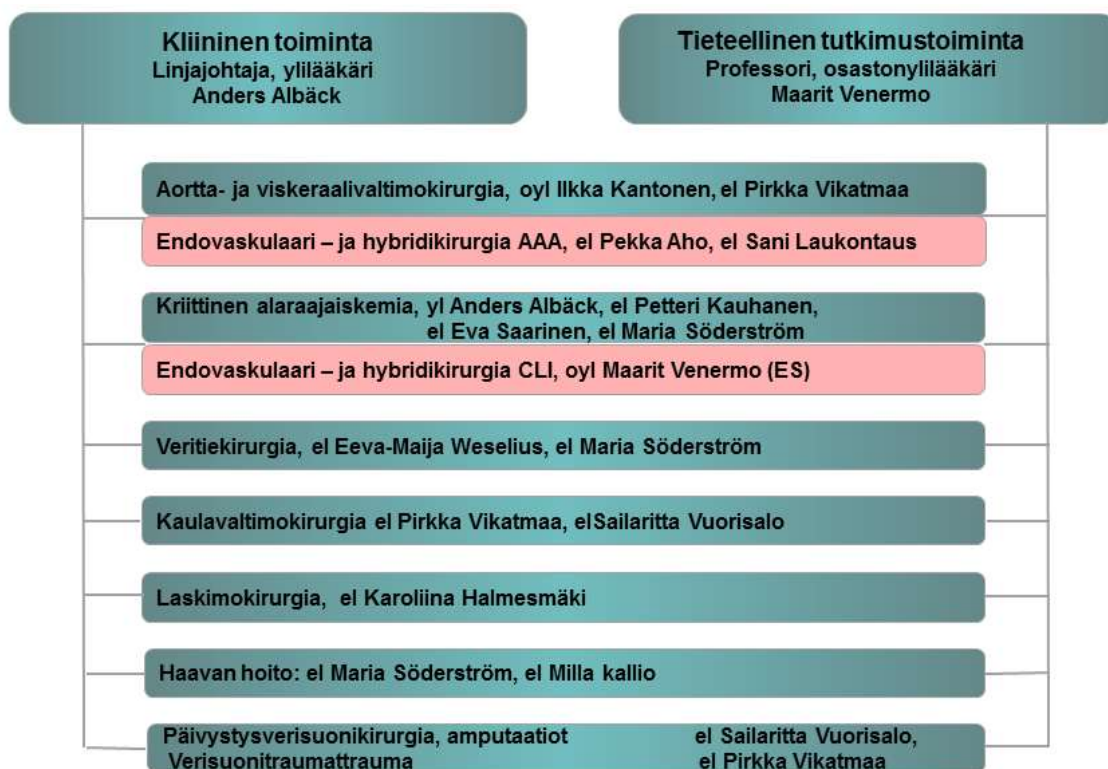 Kliininen toiminta
Linjajohtaja, ylilääkäri
Anders Albäck
Tieteellinen tutkimustoiminta
Professori, osastonylilääkäri
Maarit Venermo
Aortta- ja viskeraalivaltimokirurgia, oyl Ilkka Kantonen, el Pirkka Vikatmaa
Endovaskulaari – ja hybridikirurgia AAA, el Pekka Aho, el Sani Laukontaus
Kriittinen alaraajaiskemia, yl Anders Albäck, el Petteri Kauhanen,
el Eva Saarinen, el Maria Söderström
Endovaskulaari – ja hybridikirurgia CLI, oyl Maarit Venermo (ES)
Veritiekirurgia, el Eeva-Maija Weselius, el Maria Söderström
Kaulavaltimokirurgia el Pirkka Vikatmaa, elSailaritta Vuorisalo
Laskimokirurgia, el Karoliina Halmesmäki
Haavan hoito: el Maria Söderström, el Milla kallio
Päivystysverisuonikirurgia, amputaatiot el Sailaritta Vuorisalo,
Verisuonitraumattrauma el Pirkka Vikatmaa